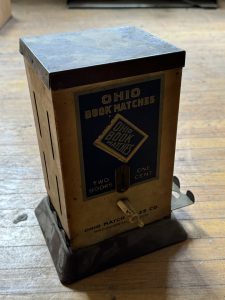 OHIO
BOOK MATCHES
OHIO
BOOK
MATCHES
TWO ONE
BOOKS CENT
OHIO MATCH SALES CO